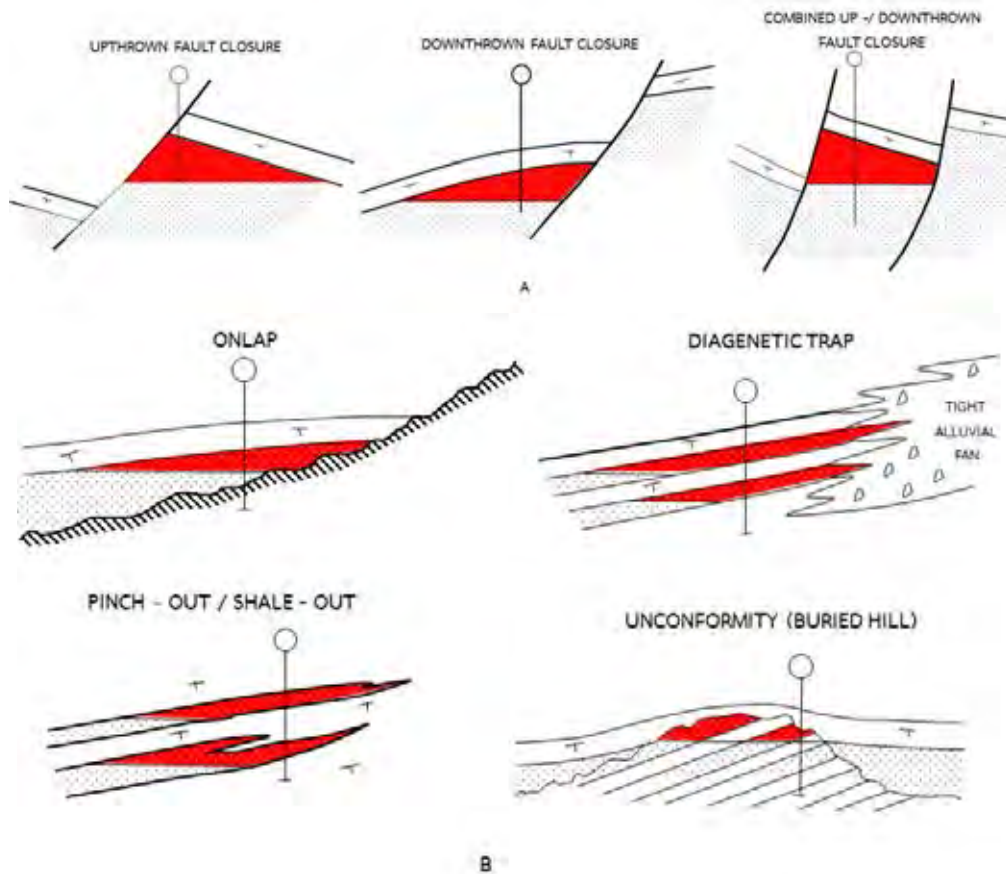 UPTHROWN FAULT CLOSURE
DOWNTHROWN FAULT CLOSURE
COMBINED UP -/ DOWNTHROWN
FAULT CLOSURE
A
ONLAP
DIAGENETIC TRAP
TIGHT
ALLUVIAL
FAN
PINCH - OUT / SHALE - OUT
UNCONFORMITY (BURIED HILL)
B